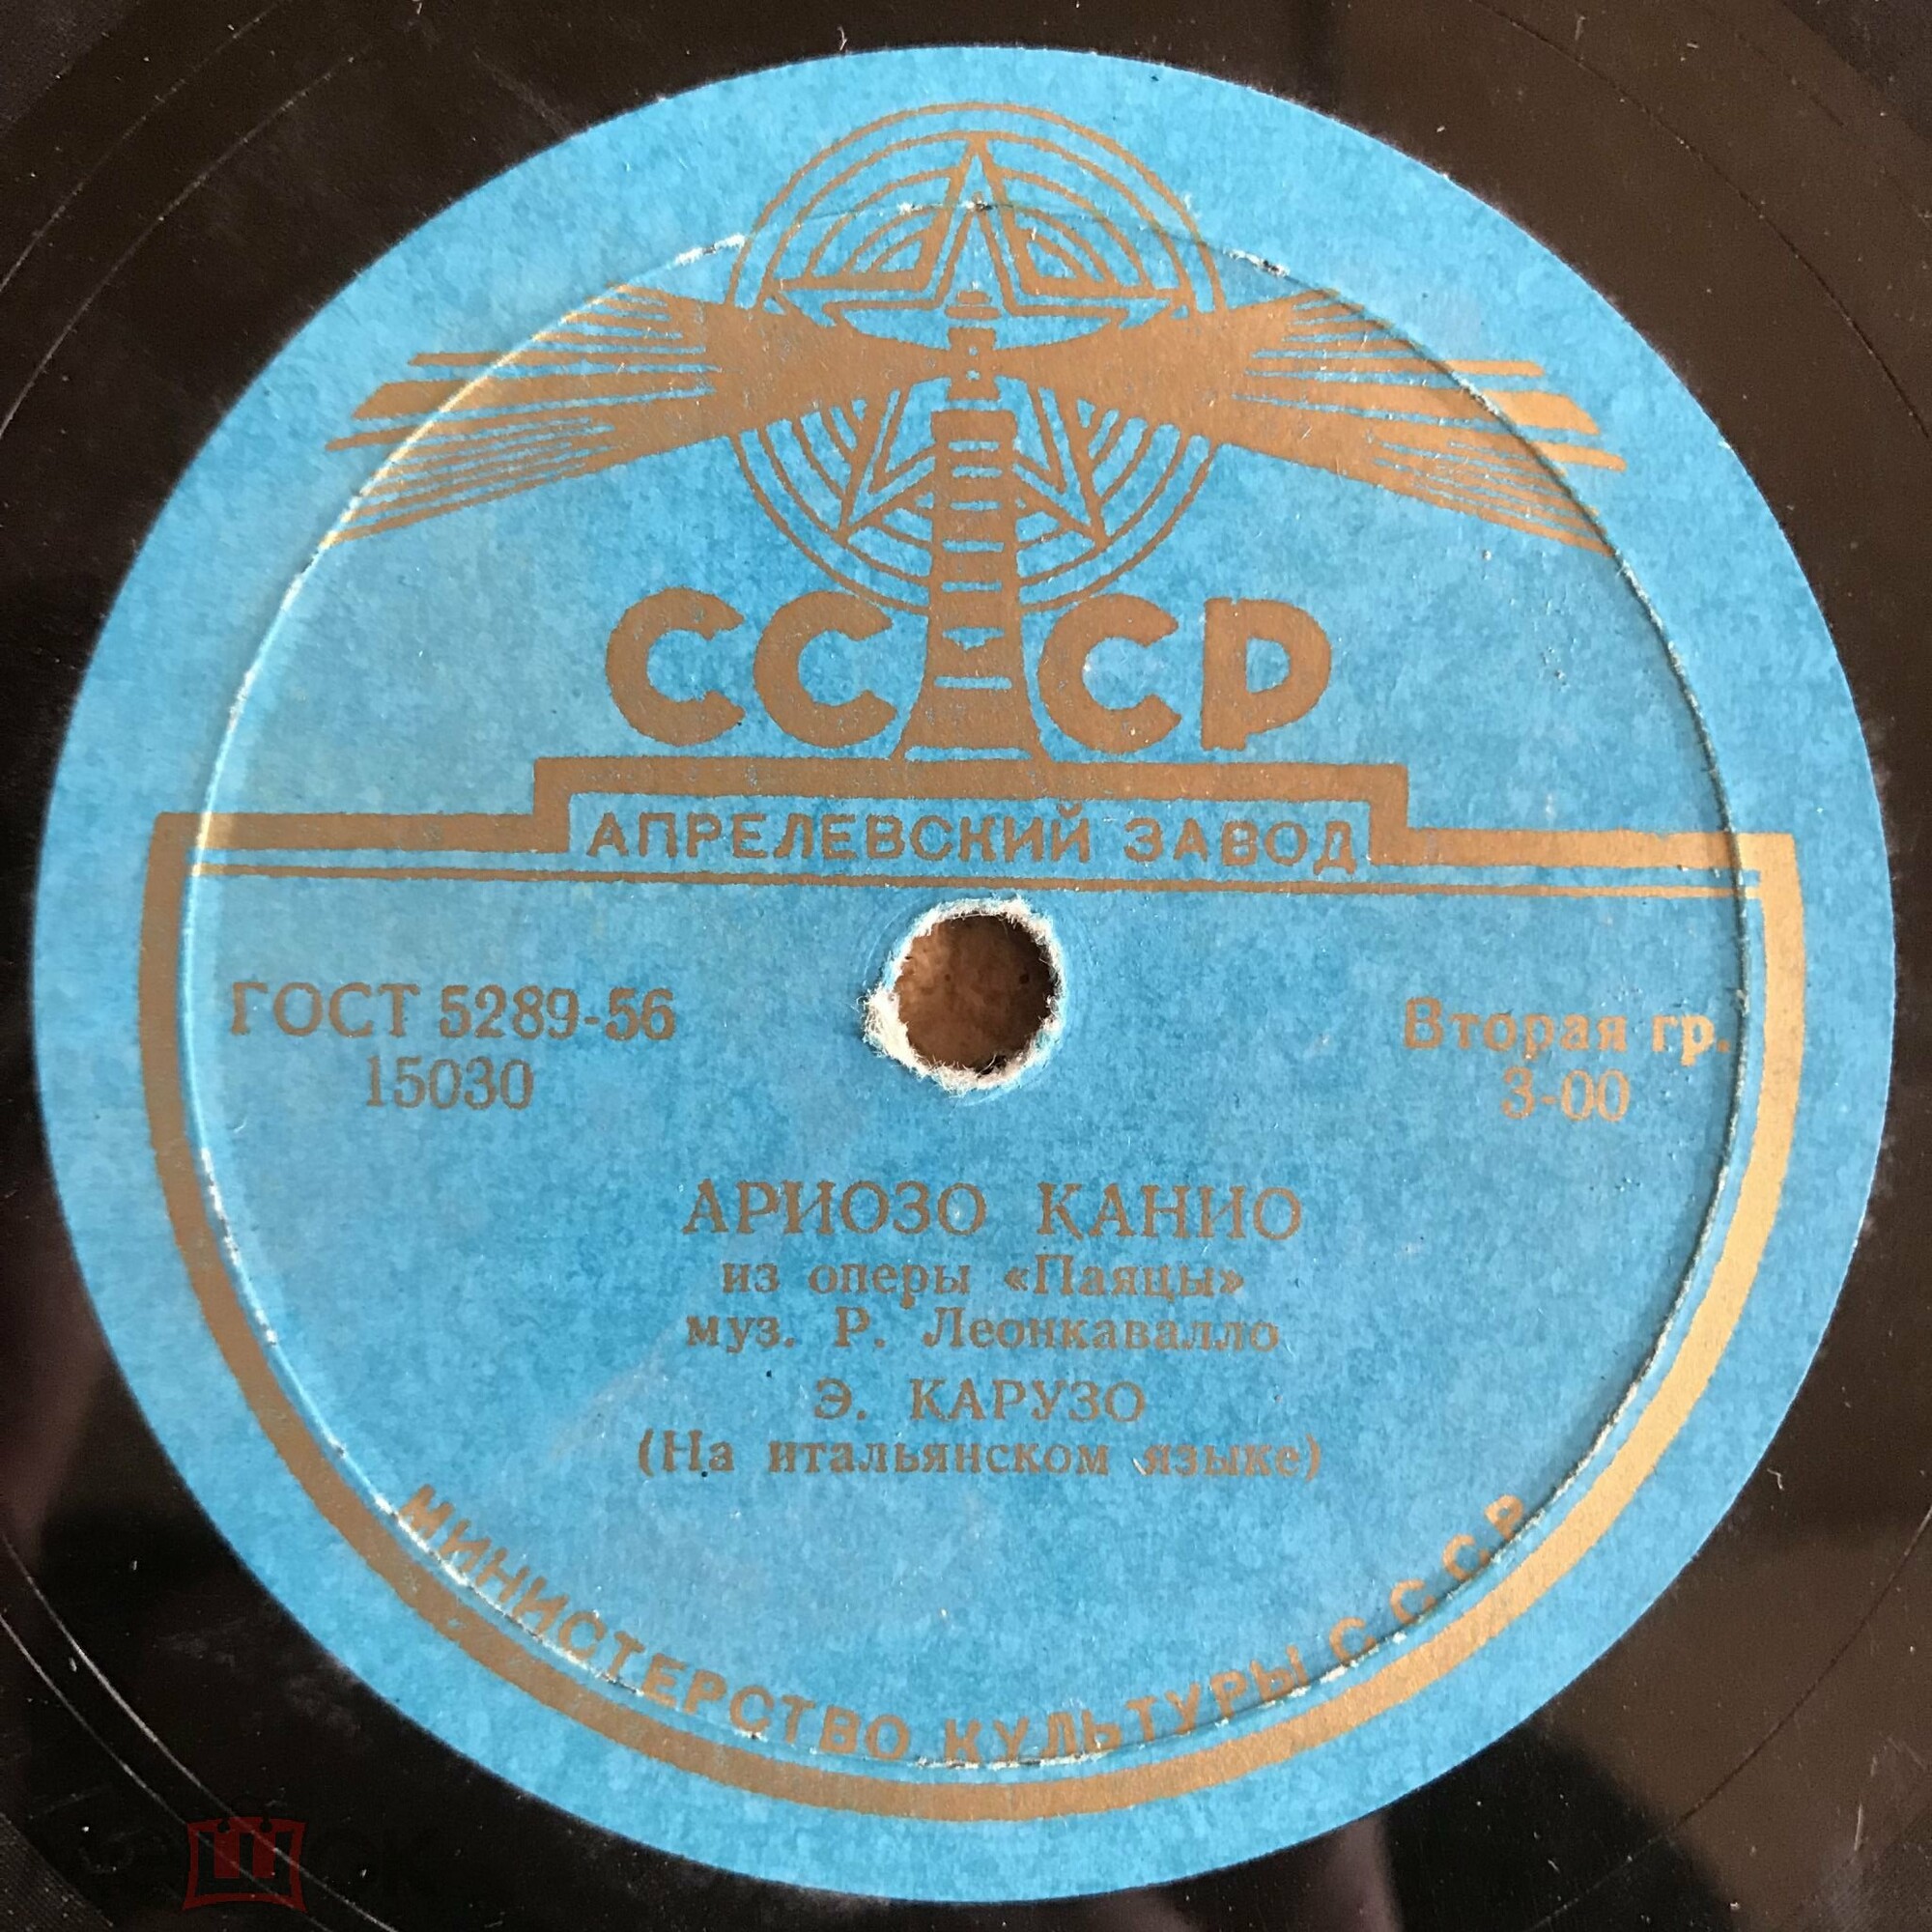 СССР
АПРЕЛЕВСКИЙ ЗАВОД
ГОСТ 5289-56
15030
Вторая гр.
3-00
АРИОЗО КАНИО
из оперы «Паяцы»
муз. Р. Леонкавалло
Э. КАРУЗО
(На итальянском языке)
МИНИСТЕРСТВО КУЛЬТУРЫ СССР